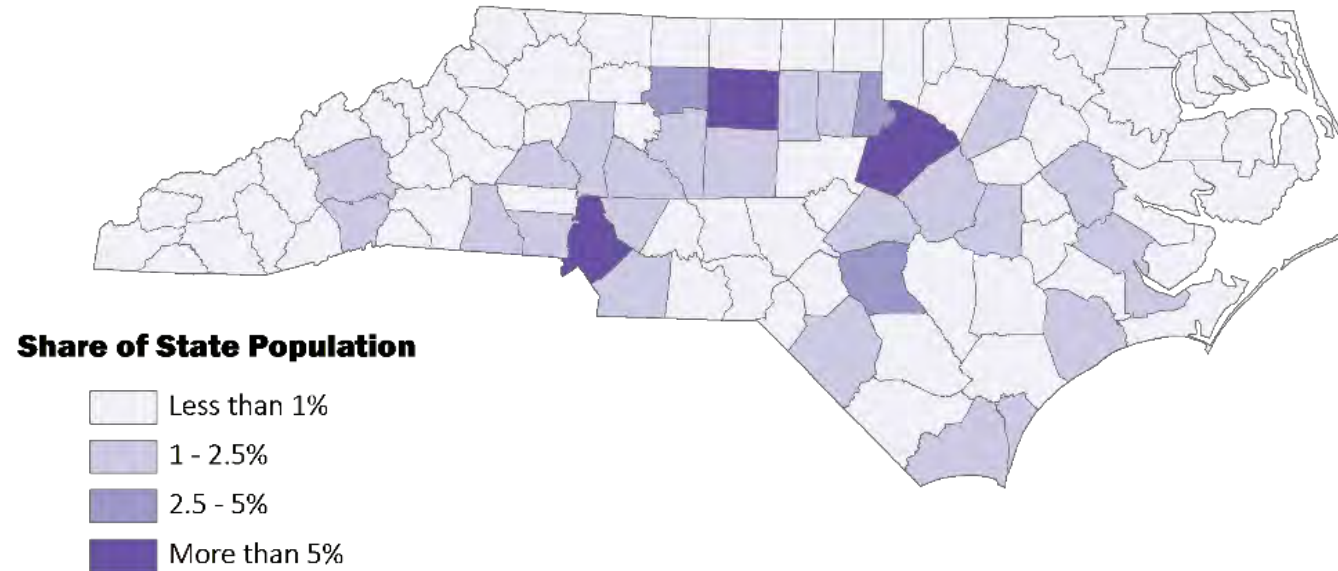 Share of State Population
Less than 1%
1 - 2.5%
2.5 - 5%
More than 5%